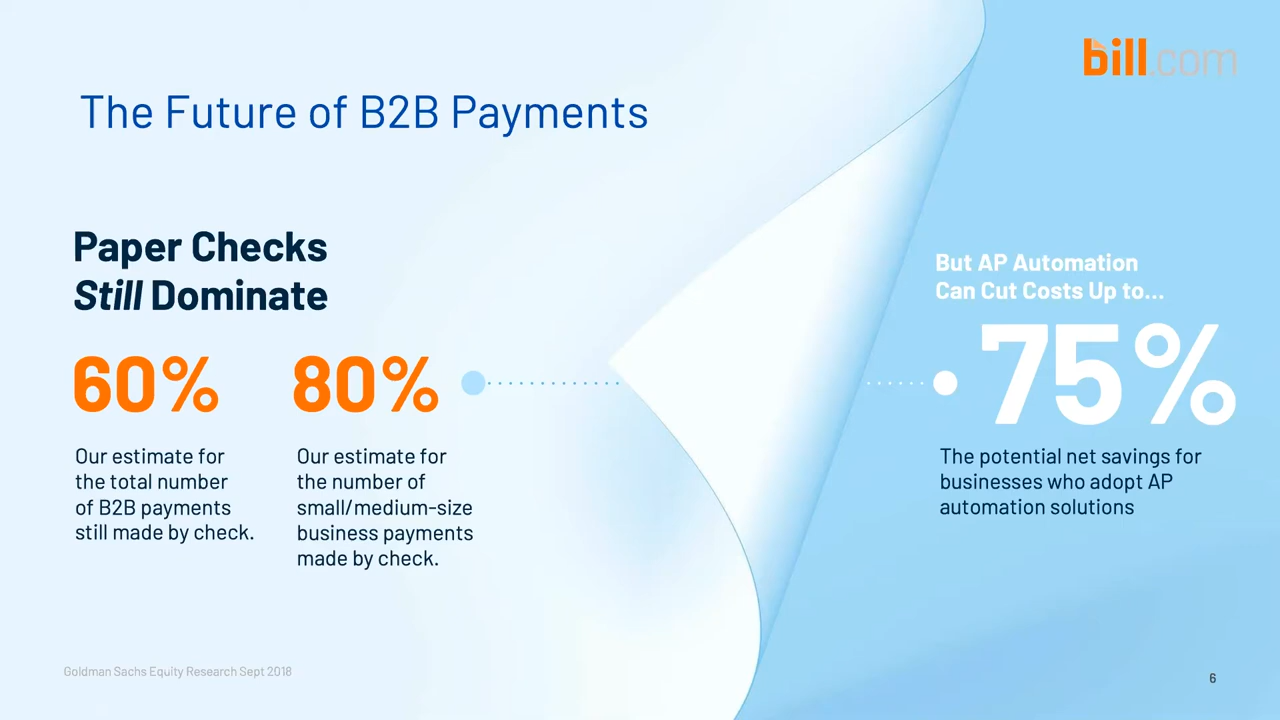 bill.com
The Future of B2B Payments
Paper Checks
Still Dominate
60%
Our estimate for
the total number
of B2B payments
still made by check.
80%
Our estimate for
the number of
small/medium-size
business payments
made by check.
But AP Automation
Can Cut Costs Up to...
75%
The potential net savings for
businesses who adopt AP
automation solutions
Goldman Sachs Equity Research Sept 2018
6